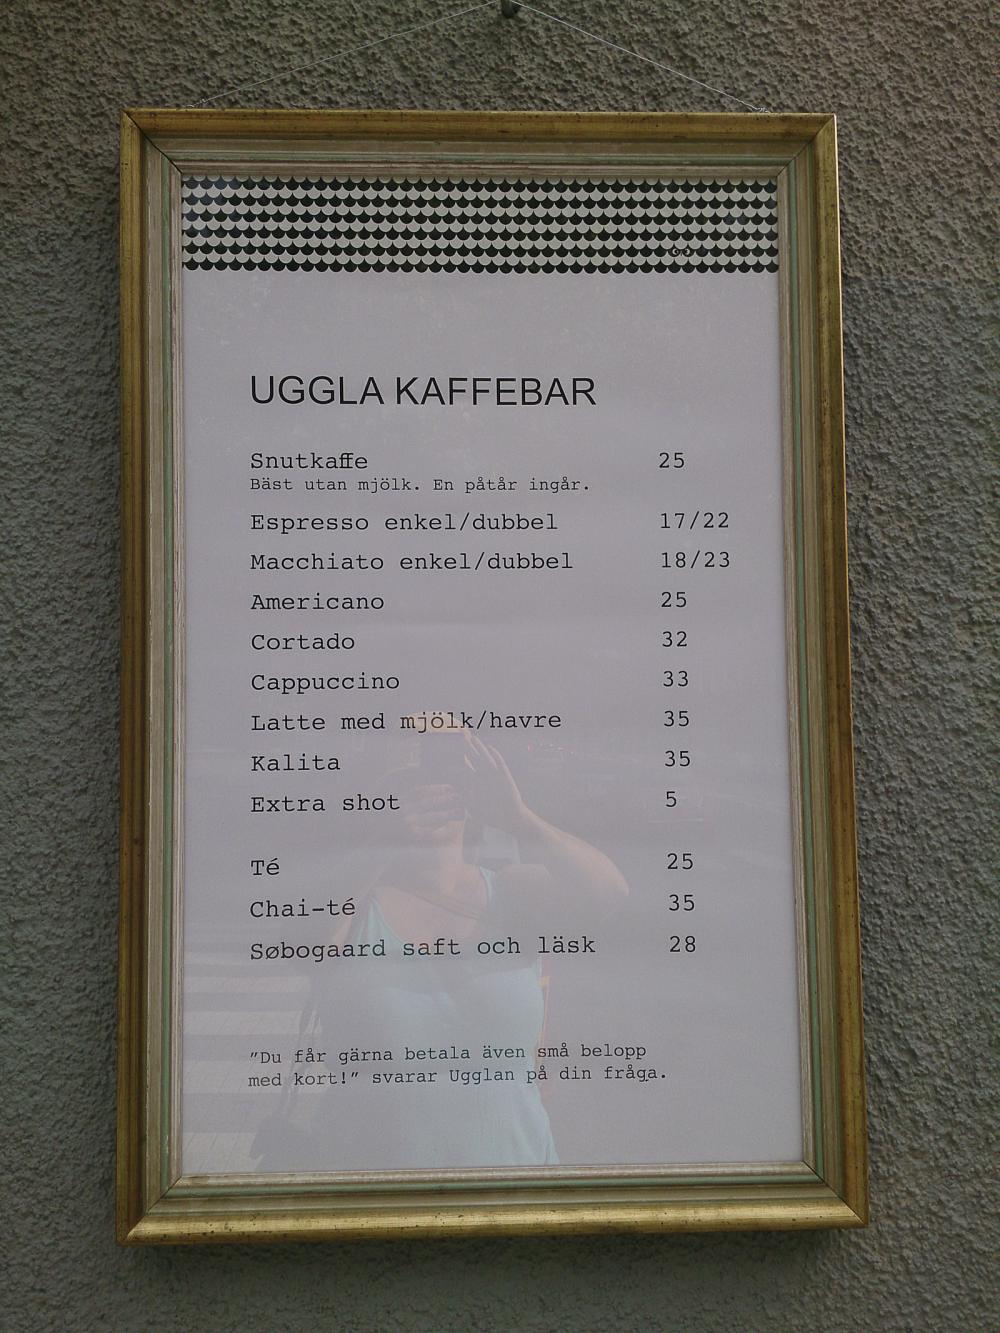 UGGLA KAFFEBAR
Snutkaffe 25
Bäst utan mjölk. En påtår ingår.
Espresso enkel/dubbel 17/22
Macchiato enkel/dubbel 18/23
Americano 25
Cortado 32
Cappuccino 33
Latte med mjölk/havre 35
Kalita 35
Extra shot 5
Té 25
Chai-té 35
Søbogaard saft och läsk 28
”Du får gärna betala även små belopp
med kort!” svarar Ugglan på din fråga.